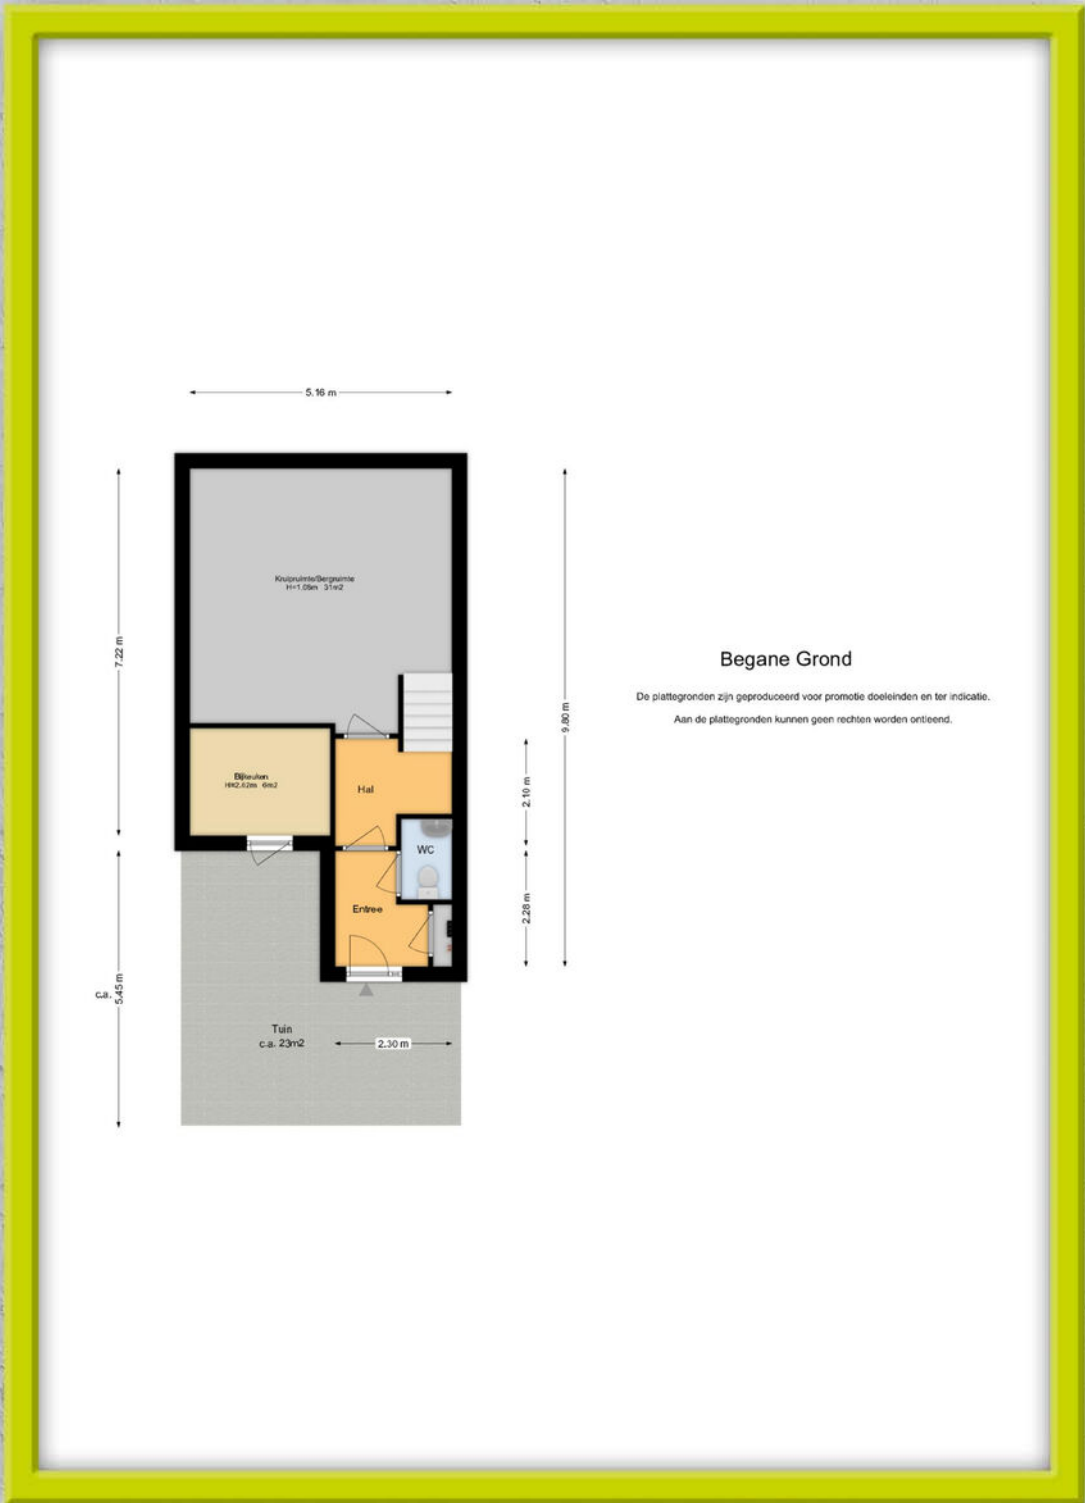 5.16 m
7.22 m
Kruipruimte/Bergruimte
H=1.08m 31m2
9.80 m
Begane Grond
De plattegronden zijn geproduceerd voor promotie doeleinden en ter indicatie.
Aan de plattegronden kunnen geen rechten worden ontleend.
Bijkeuken
H=2.62m 6m2
Hal
2.10 m
WC
2.28 m
Entree
c.a. 5.45 m
Tuin
c.a. 23m2
2.30 m